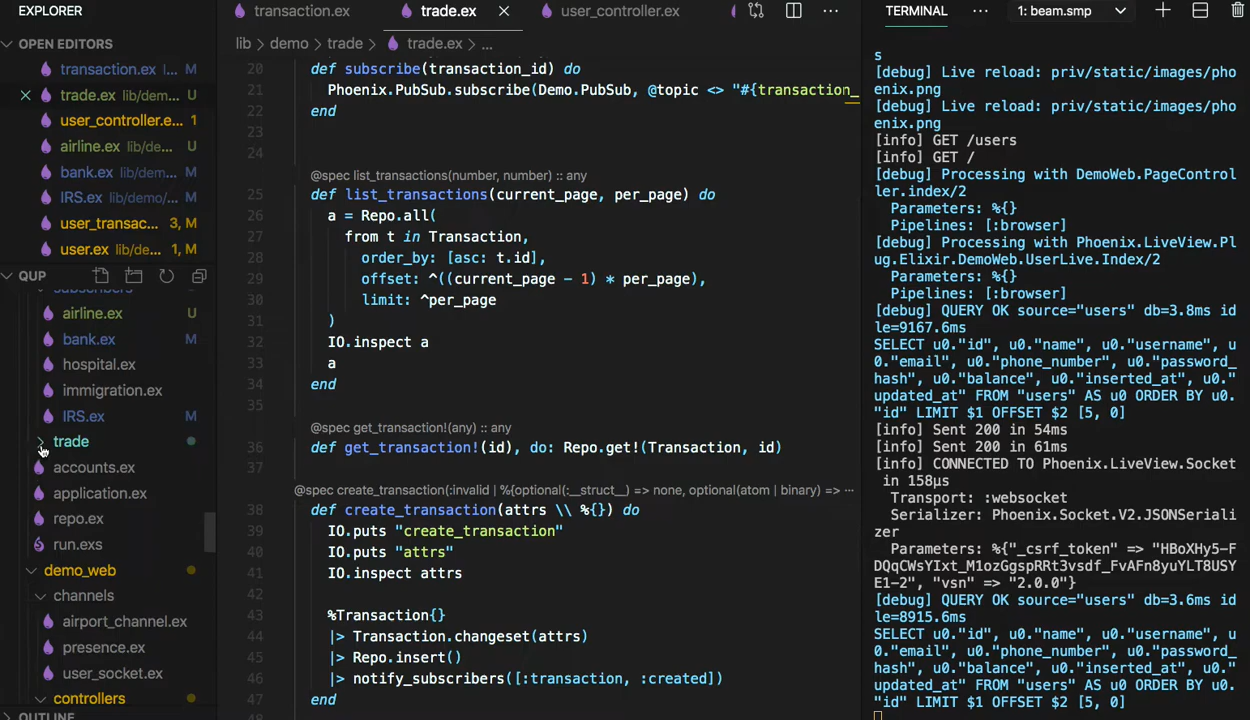 EXPLORER
OPEN EDITORS
transaction.ex l... M
trade.ex lib/dem... U
user_controller.e... 1
airline.ex lib/de... U
bank.ex lib/dem... M
IRS.ex lib/demo/... M
user_transac... 3, M
user.ex lib/de... 1, M
QUP
subscribers
airline.ex U
bank.ex M
hospital.ex
immigration.ex
IRS.ex M
trade
accounts.ex
application.ex
repo.ex
run.exs
demo_web
channels
airport_channel.ex
presence.ex
user_socket.ex
controllers
OUTLINE
transaction.ex trade.ex user_controller.ex
lib > demo > trade > trade.ex > ...
20 def subscribe(transaction_id) do
21 Phoenix.PubSub.subscribe(Demo.PubSub, @topic <> "#{transaction_
22 end
23
24
@spec list_transactions(number, number) :: any
25 def list_transactions(current_page, per_page) do
26 a = Repo.all(
27 from t in Transaction,
28 order_by: [asc: t.id],
29 offset: ^((current_page - 1) * per_page),
30 limit: ^per_page
31 )
32 IO.inspect a
33 a
34 end
35
@spec get_transaction!(any) :: any
36 def get_transaction!(id), do: Repo.get!(Transaction, id)
37
@spec create_transaction(:invalid | %{optional(:__struct__) => none, optional(atom | binary) => ...
38 def create_transaction(attrs \\ %{}) do
39 IO.puts "create_transaction"
40 IO.puts "attrs"
41 IO.inspect attrs
42
43 %Transaction{}
44 |> Transaction.changeset(attrs)
45 |> Repo.insert()
46 |> notify_subscribers([:transaction, :created])
47 end
48
TERMINAL ... 1: beam.smp
s
[debug] Live reload: priv/static/images/pho
enix.png
[debug] Live reload: priv/static/images/pho
enix.png
[info] GET /users
[info] GET /
[debug] Processing with DemoWeb.PageControl
ler.index/2
Parameters: %{}
Pipelines: [:browser]
[debug] Processing with Phoenix.LiveView.Pl
ug.Elixir.DemoWeb.UserLive.Index/2
Parameters: %{}
Pipelines: [:browser]
[debug] QUERY OK source="users" db=3.8ms id
le=9167.6ms
SELECT u0."id", u0."name", u0."username", u
0."email", u0."phone_number", u0."password_
hash", u0."balance", u0."inserted_at", u0."
updated_at" FROM "users" AS u0 ORDER BY u0.
"id" LIMIT $1 OFFSET $2 [5, 0]
[info] Sent 200 in 54ms
[info] Sent 200 in 61ms
[info] CONNECTED TO Phoenix.LiveView.Socket
in 158µs
Transport: :websocket
Serializer: Phoenix.Socket.V2.JSONSeriali
zer
Parameters: %{"_csrf_token" => "HBoXHy5-F
DQqCWsYIxt_M1ozGgspRRt3vsdf_FvAFn8yuYLT8USY
E1-2", "vsn" => "2.0.0"}
[debug] QUERY OK source="users" db=3.6ms id
le=8915.6ms
SELECT u0."id", u0."name", u0."username", u
0."email", u0."phone_number", u0."password_
hash", u0."balance", u0."inserted_at", u0."
updated_at" FROM "users" AS u0 ORDER BY u0.
"id" LIMIT $1 OFFSET $2 [5, 0]